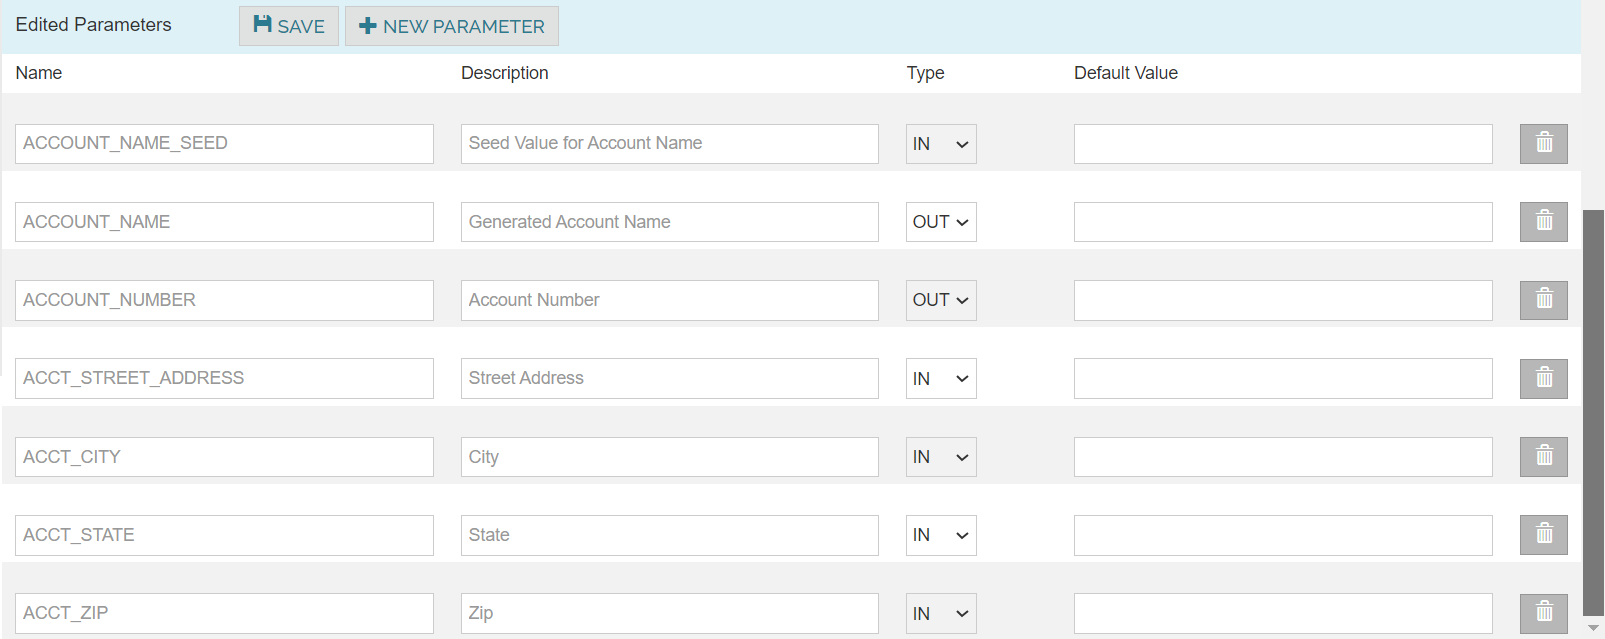 Edited Parameters SAVE NEW PARAMETER
Name Description Type Default Value
ACCOUNT_NAME_SEED Seed Value for Account Name IN
ACCOUNT_NAME Generated Account Name OUT
ACCOUNT_NUMBER Account Number OUT
ACCT_STREET_ADDRESS Street Address IN
ACCT_CITY City IN
ACCT_STATE State IN
ACCT_ZIP Zip IN